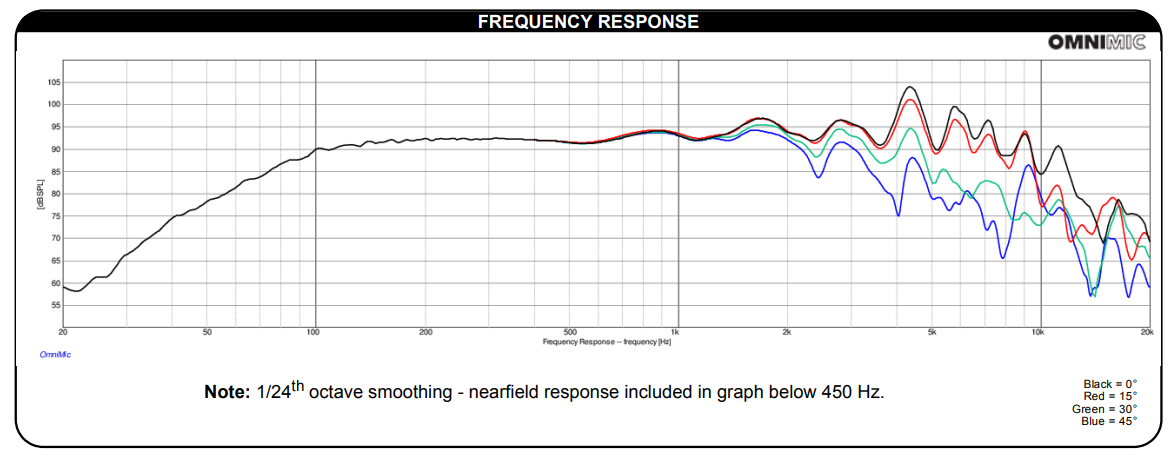 FREQUENCY RESPONSE
OMNIMIC
105
100
95
90
85
80
75
70
65
60
55
[dBSPL]
20 50 100 200 500 1k 2k 5k 10k 20k
Frequency Response -- frequency [Hz]
OmniMic
Note: 1/24th octave smoothing - nearfield response included in graph below 450 Hz.
Black = 0°
Red = 15°
Green = 30°
Blue = 45°